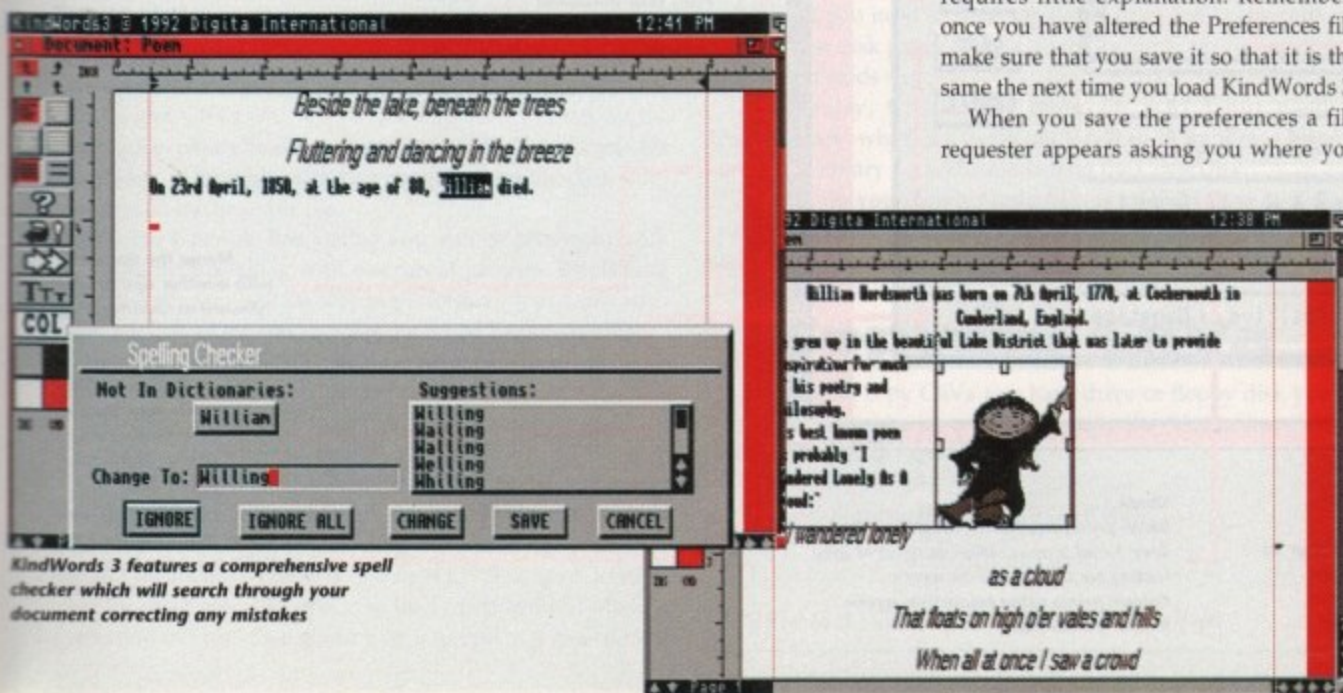 KindWords3 © 1992 Digita International 12:41 PM
Document: Poem
Beside the lake, beneath the trees
Fluttering and dancing in the breeze
On 23rd April, 1850, at the age of 80, William died.
COL
Spelling Checker
Not In Dictionaries:
William
Change To: Willing
Suggestions:
Willing
Wailing
Walling
Welling
Whiling
IGNORE IGNORE ALL CHANGE SAVE CANCEL
KindWords 3 features a comprehensive spell
checker which will search through your
document correcting any mistakes
requires little explanation. Remember
once you have altered the Preferences fi
make sure that you save it so that it is th
same the next time you load KindWords
When you save the preferences a fi
requester appears asking you where yo
92 Digita International 12:38 PM
William Wordsworth was born on 7th April, 1770, at Cockermouth in
Cumberland, England.
grew up in the beautiful Lake District that was later to provide
nspiration for much
his poetry and
ilosophy.
s best known poem
probably "I
ndered Lonely As A
oud:"
I wandered lonely
as a cloud
That floats on high o'er vales and hills
When all at once I saw a crowd
Page 1